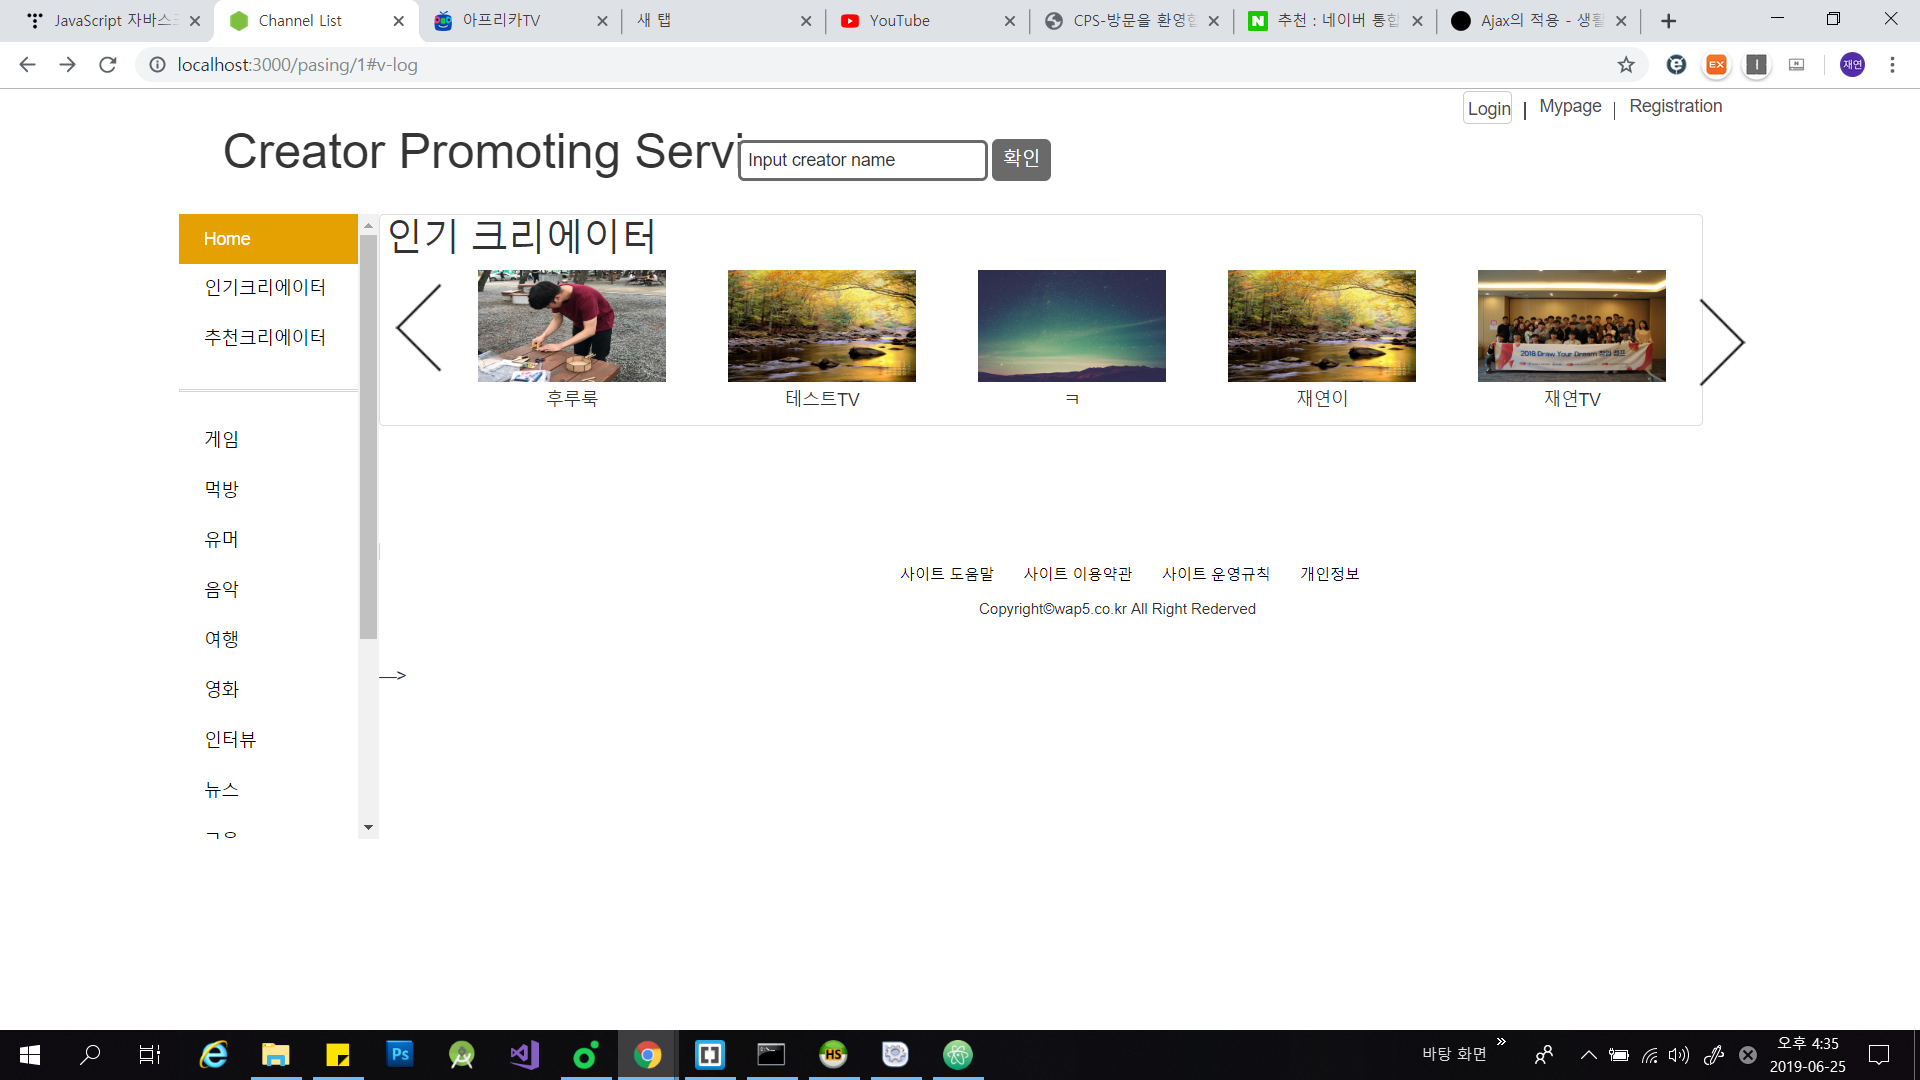 JavaScript 자바스
Channel List
아프리카TV
새 탭
YouTube
CPS-방문을 환영합
추천 : 네이버 통합
Ajax의 적용 - 생활
localhost:3000/pasing/1#v-log
EX
재연
Login | Mypage | Registration
Creator Promoting Servi
Input creator name
확인
Home
인기크리에이터
추천크리에이터
게임
먹방
유머
음악
여행
영화
인터뷰
뉴스
인기 크리에이터
2018 Draw Your Dream 창업 캠프
후루룩
테스트TV
ㅋ
재연이
재연TV
사이트 도움말 사이트 이용약관 사이트 운영규칙 개인정보
Copyright©wap5.co.kr All Right Rederved
—>
Ps
HS
바탕 화면
오후 4:35
2019-06-25